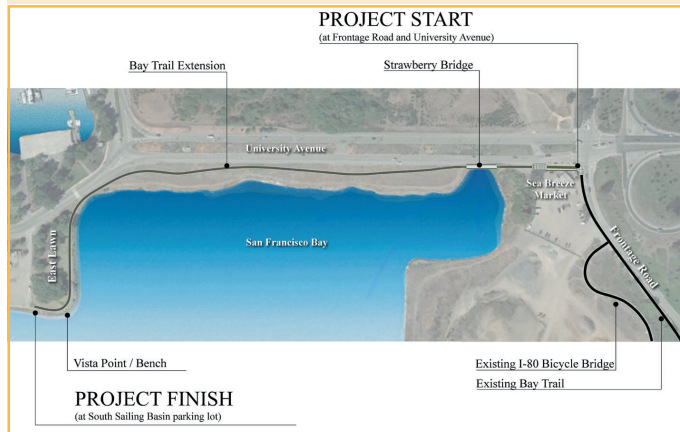 PROJECT START
(at Frontage Road and University Avenue)
Bay Trail Extension
Strawberry Bridge
University Avenue
Sea Breeze
Market
East Lawn
San Francisco Bay
Frontage Road
Vista Point / Bench
Existing I-80 Bicycle Bridge
Existing Bay Trail
PROJECT FINISH
(at South Sailing Basin parking lot)